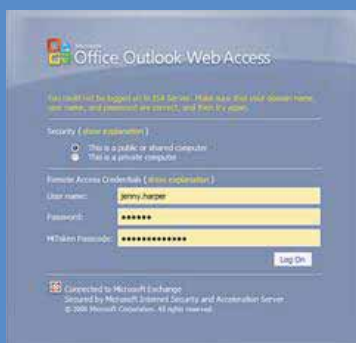 Microsoft
Office Outlook Web Access
You could not be logged on to ISA Server. Make sure that your domain name,
user name, and password are correct, and then try again.
Security ( show explanation )
This is a public or shared computer
This is a private computer
Remote Access Credentials ( show explanation )
User name: jenny.harper
Password: ●●●●●●
Passcode: ●●●●●●●●●●●●●
Log On
Connected to Microsoft Exchange
Secured by Microsoft Internet Security and Acceleration Server
© 2006 Microsoft Corporation. All rights reserved.